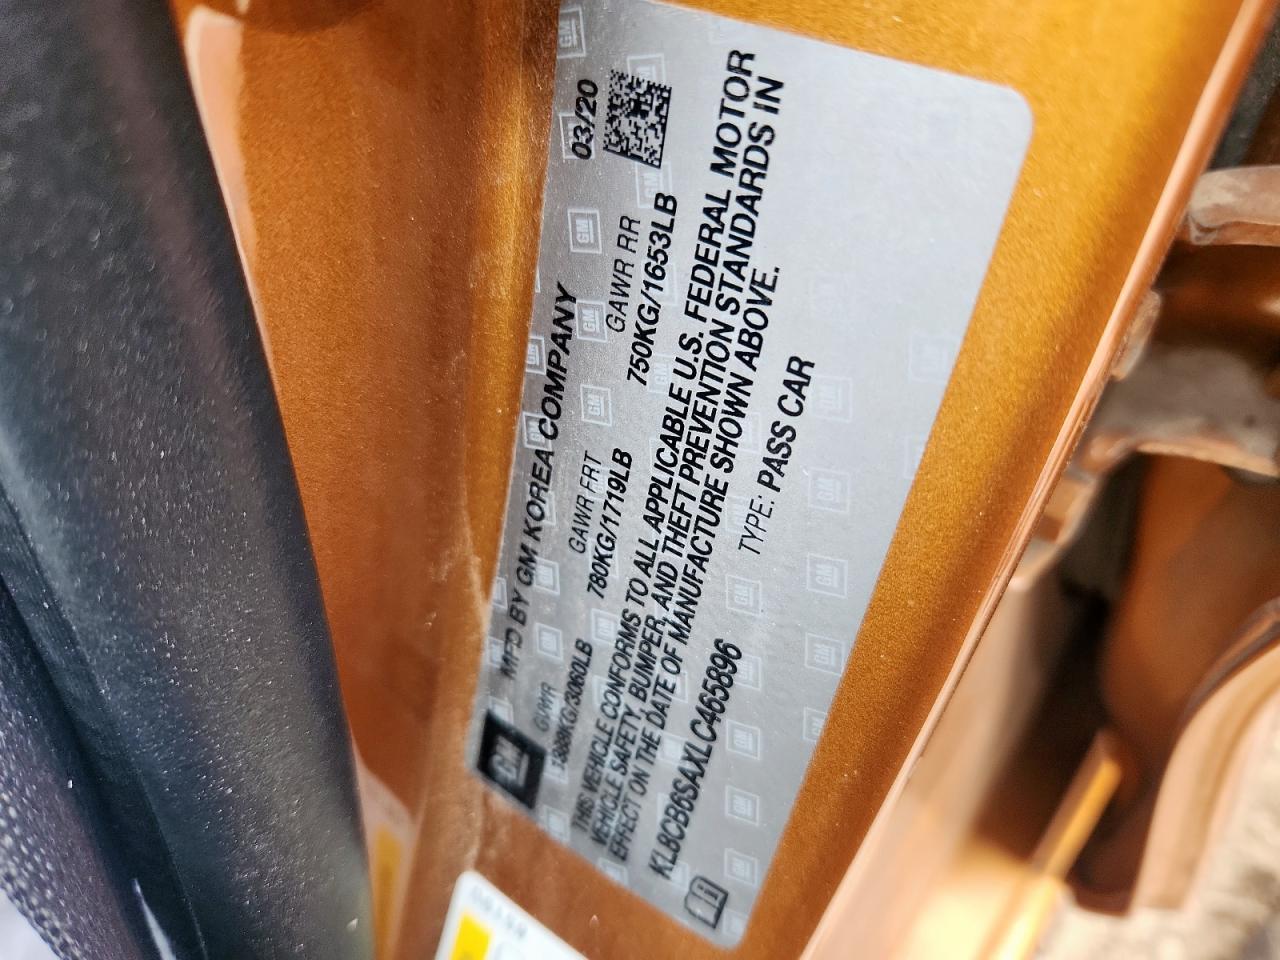 GM
MFD BY GM KOREA COMPANY 03/20
GVWR GAWR FRT GAWR RR
1388KG/3060LB 780KG/1719LB 750KG/1653LB
THIS VEHICLE CONFORMS TO ALL APPLICABLE U.S. FEDERAL MOTOR
VEHICLE SAFETY, BUMPER, AND THEFT PREVENTION STANDARDS IN
EFFECT ON THE DATE OF MANUFACTURE SHOWN ABOVE.
KL8CB6SAXLC465896 TYPE: PASS CAR